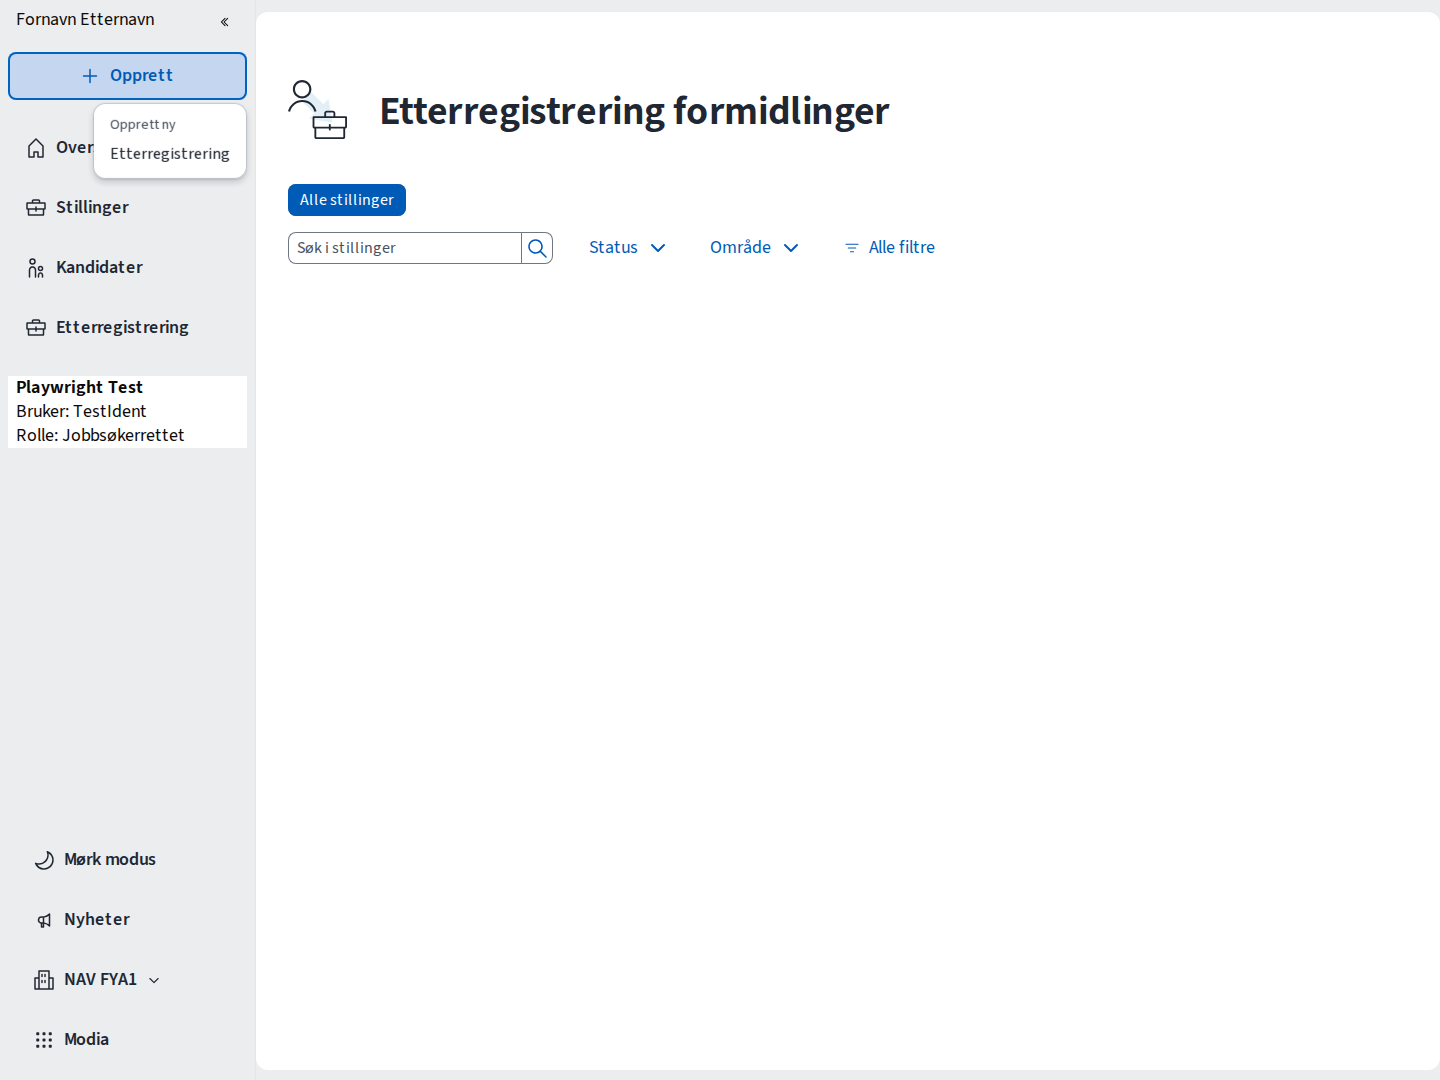 Fornavn Etternavn
Opprett
Opprett ny
Etterregistrering
Over
Stillinger
Kandidater
Etterregistrering
Playwright Test
Bruker: TestIdent
Rolle: Jobbsøkerrettet
Mørk modus
Nyheter
NAV FYA1
Modia
Etterregistrering formidlinger
Alle stillinger
Søk i stillinger
Status
Område
Alle filtre